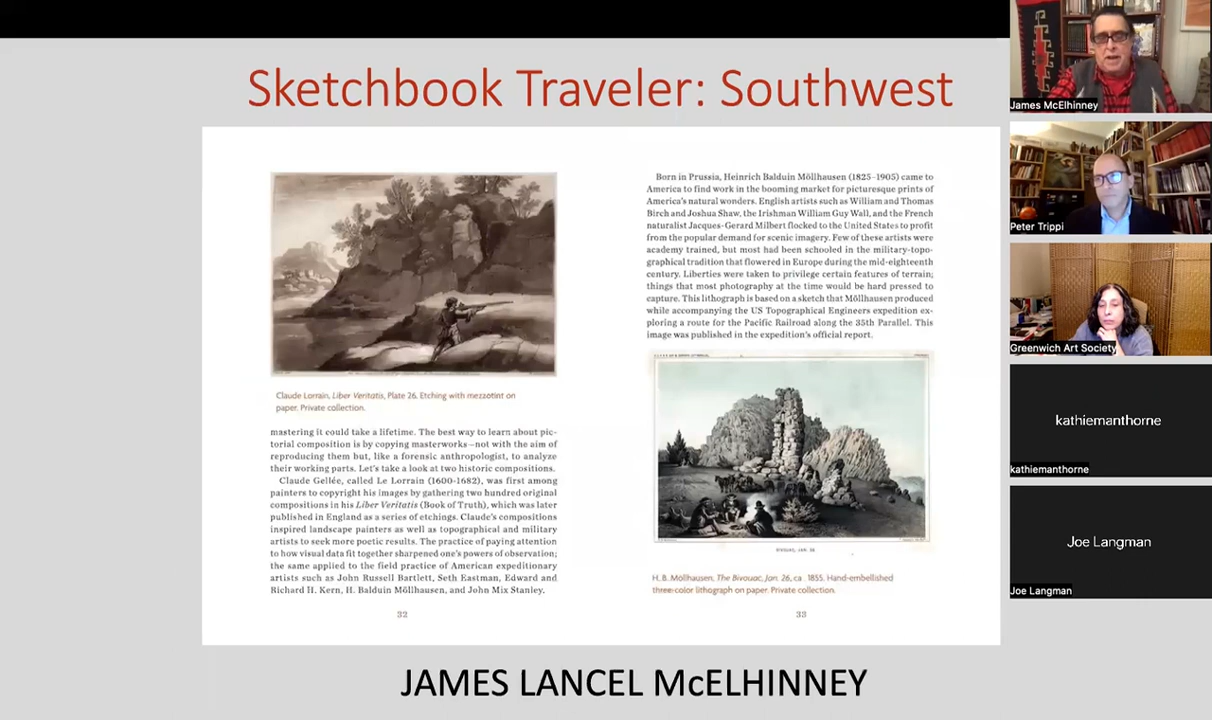 Sketchbook Traveler: Southwest
Claude Lorrain, Liber Veritatis, Plate 26. Etching with mezzotint on
paper. Private collection.
mastering it could take a lifetime. The best way to learn about pic-
torial composition is by copying masterworks—not with the aim of
reproducing them but, like a forensic anthropologist, to analyze
their working parts. Let's take a look at two historic compositions.
Claude Gellée, called Le Lorrain (1600-1682), was first among
painters to copyright his images by gathering two hundred original
compositions in his Liber Veritatis (Book of Truth), which was later
published in England as a series of etchings. Claude's compositions
inspired landscape painters as well as topographical and military
artists to seek more poetic results. The practice of paying attention
to how visual data fit together sharpened one's powers of observation;
the same applied to the field practice of American expeditionary
artists such as John Russell Bartlett, Seth Eastman, Edward and
Richard H. Kern, H. Balduin Möllhausen, and John Mix Stanley.
32
Born in Prussia, Heinrich Balduin Möllhausen (1825-1905) came to
America to find work in the booming market for picturesque prints of
America's natural wonders. English artists such as William and Thomas
Birch and Joshua Shaw, the Irishman William Guy Wall, and the French
naturalist Jacques-Gerard Milbert flocked to the United States to profit
from the popular demand for scenic imagery. Few of these artists were
academy trained, but most had been schooled in the military-topo-
graphical tradition that flowered in Europe during the mid-eighteenth
century. Liberties were taken to privilege certain features of terrain;
things that most photography at the time would be hard pressed to
capture. This lithograph is based on a sketch that Möllhausen produced
while accompanying the US Topographical Engineers expedition ex-
ploring a route for the Pacific Railroad along the 35th Parallel. This
image was published in the expedition's official report.
BIVOUAC, JAN. 26
H. B. Möllhausen, The Bivouac, Jan. 26, ca 1855. Hand-embellished
three-color lithograph on paper. Private collection.
33
JAMES LANCEL McELHINNEY
James McElhinney
Peter Trippi
Greenwich Art Society
kathiemanthorne
kathiemanthorne
Joe Langman
Joe Langman